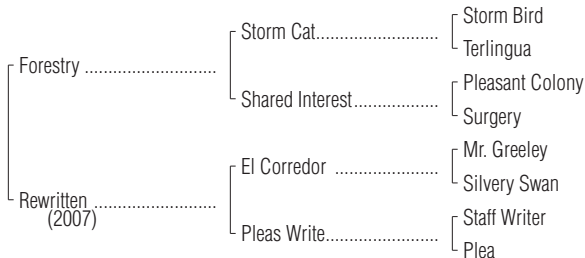 Storm Bird
Storm Cat
Terlingua
Forestry
Pleasant Colony
Shared Interest
Surgery
Mr. Greeley
El Corredor
Silvery Swan
Rewritten
(2007)
Staff Writer
Pleas Write
Plea